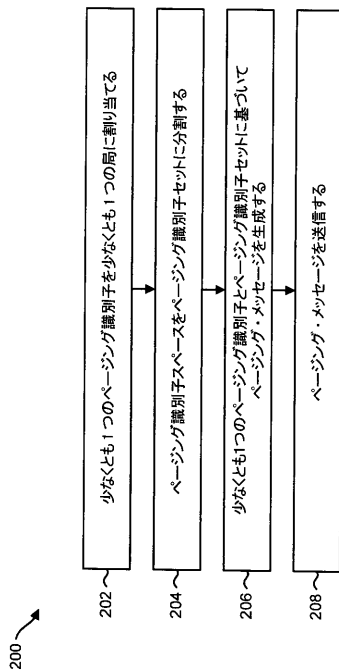 200
202
少なくとも1つのページング識別子を少なくとも1つの局に割り当てる
204
ページング識別子スペースをページング識別子セットに分割する
206
少なくとも1つのページング識別子とページング識別子セットに基づいて
ページング・メッセージを生成する
208
ページング・メッセージを送信する